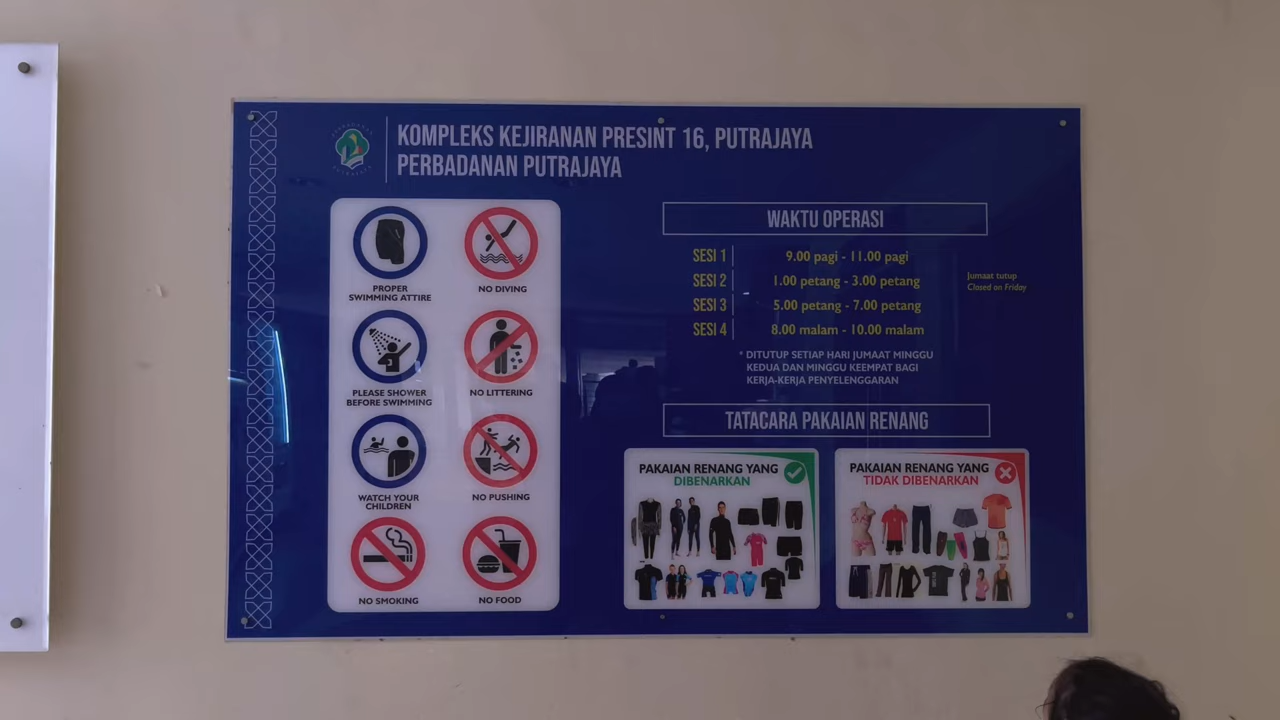 KOMPLEKS KEJIRANAN PRESINT 16, PUTRAJAYA
PERBADANAN PUTRAJAYA
PROPER
SWIMMING ATTIRE
NO DIVING
PLEASE SHOWER
BEFORE SWIMMING
NO LITTERING
WATCH YOUR
CHILDREN
NO PUSHING
NO SMOKING
NO FOOD
WAKTU OPERASI
SESI 1 9.00 pagi - 11.00 pagi
SESI 2 1.00 petang - 3.00 petang
SESI 3 5.00 petang - 7.00 petang
SESI 4 8.00 malam - 10.00 malam
Jumaat tutup
Closed on Friday
* DITUTUP SETIAP HARI JUMAAT MINGGU
KEDUA DAN MINGGU KEEMPAT BAGI
KERJA-KERJA PENYELENGGARAN
TATACARA PAKAIAN RENANG
PAKAIAN RENANG YANG
DIBENARKAN
PAKAIAN RENANG YANG
TIDAK DIBENARKAN